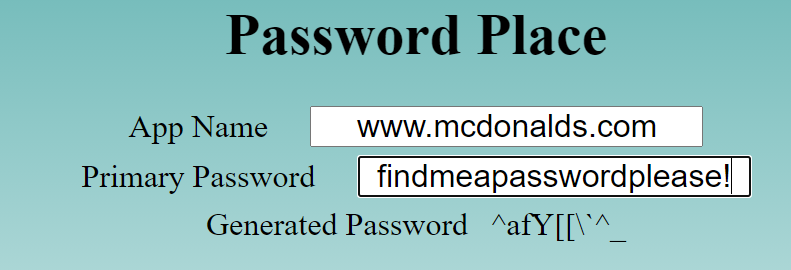 Password Place
App Name www.mcdonalds.com
Primary Password findmeapasswordplease!
Generated Password ^afY[[\`^_